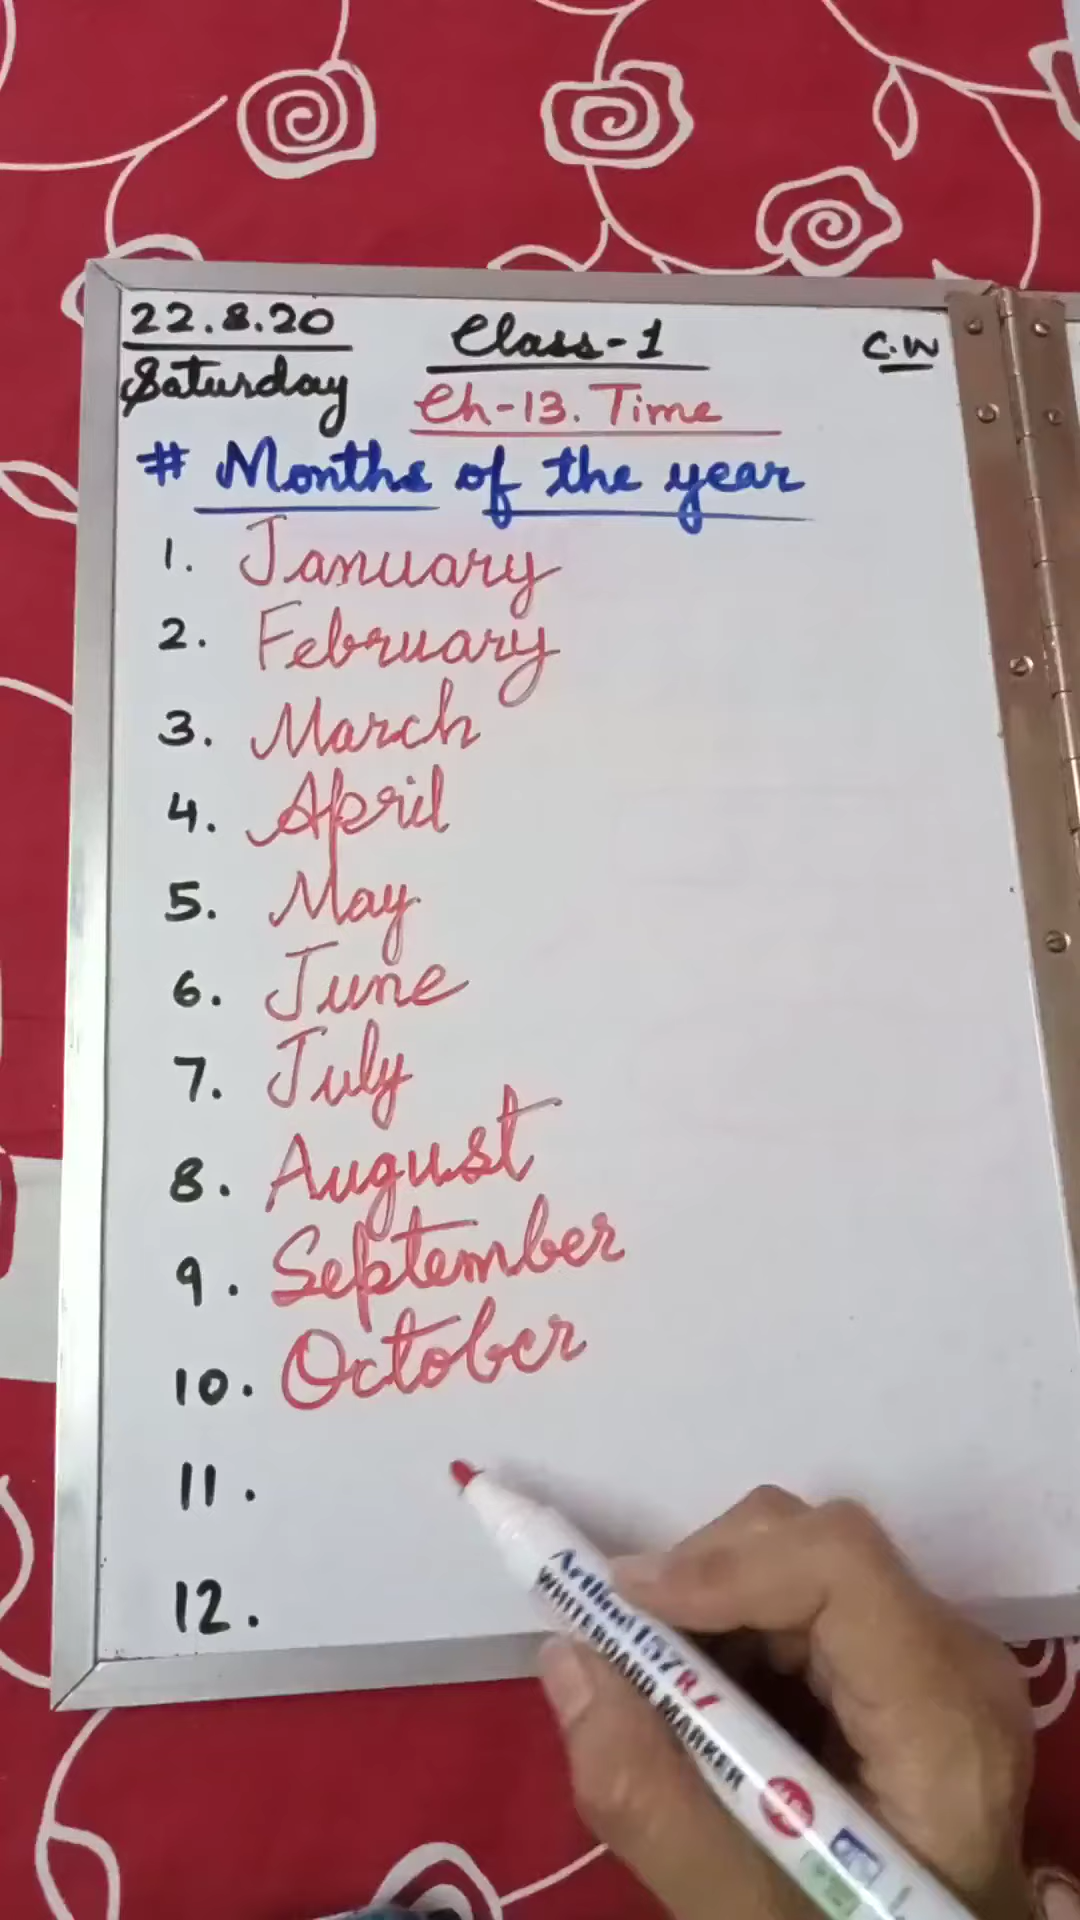 22.8.20 Class-1 C.W
Saturday Ch-13. Time
# Months of the year
1. January
2. February
3. March
4. April
5. May
6. June
7. July
8. August
9. September
10. October
11.
12.
Artline 157R
WHITEBOARD MARKER